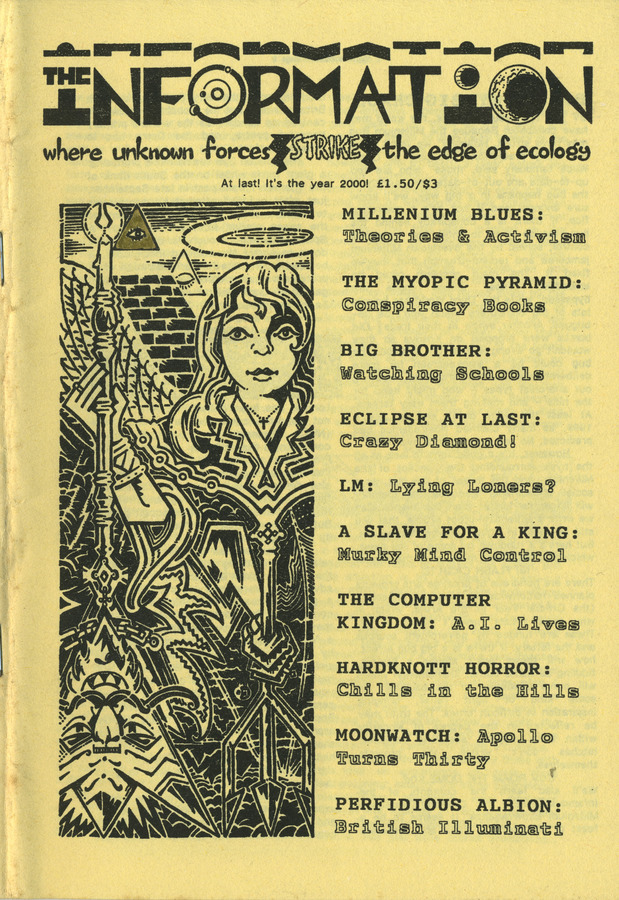 THE INFORMATION
where unknown forces STRIKE the edge of ecology
At last! It's the year 2000! £1.50/$3
MILLENIUM BLUES:
Theories & Activism
THE MYOPIC PYRAMID:
Conspiracy Books
BIG BROTHER:
Watching Schools
ECLIPSE AT LAST:
Crazy Diamond!
LM: Lying Loners?
A SLAVE FOR A KING:
Murky Mind Control
THE COMPUTER
KINGDOM: A.I. Lives
HARDKNOTT HORROR:
Chills in the Hills
MOONWATCH: Apollo
Turns Thirty
PERFIDIOUS ALBION:
British Illuminati